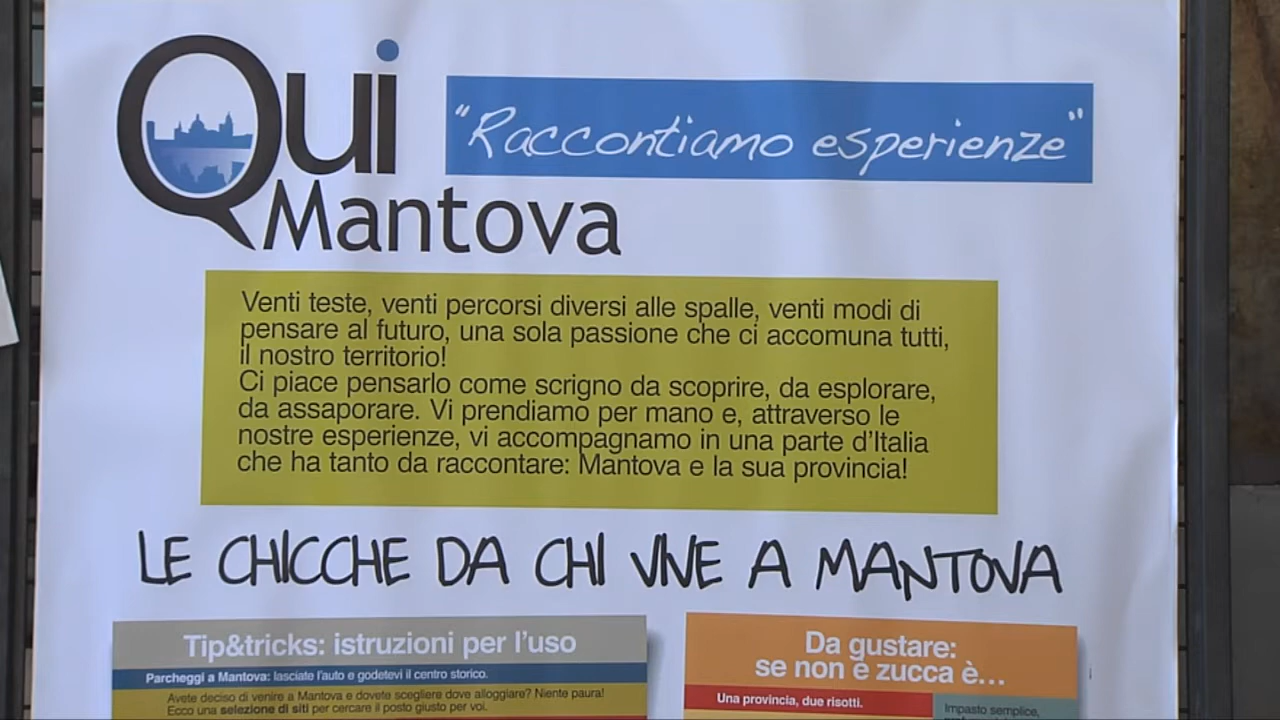 Qui
Mantova
"Raccontiamo esperienze"
Venti teste, venti percorsi diversi alle spalle, venti modi di
pensare al futuro, una sola passione che ci accomuna tutti,
il nostro territorio!
Ci piace pensarlo come scrigno da scoprire, da esplorare,
da assaporare. Vi prendiamo per mano e, attraverso le
nostre esperienze, vi accompagnamo in una parte d'Italia
che ha tanto da raccontare: Mantova e la sua provincia!
LE CHICCHE DA CHI VIVE A MANTOVA
Tip&tricks: istruzioni per l'uso
Parcheggi a Mantova: lasciate l'auto e godetevi il centro storico.
Avete deciso di venire a Mantova e dovete scegliere dove alloggiare? Niente paura!
Ecco una selezione di siti per cercare il posto giusto per voi.
Da gustare:
se non è zucca è...
Una provincia, due risotti.
Impasto semplice,